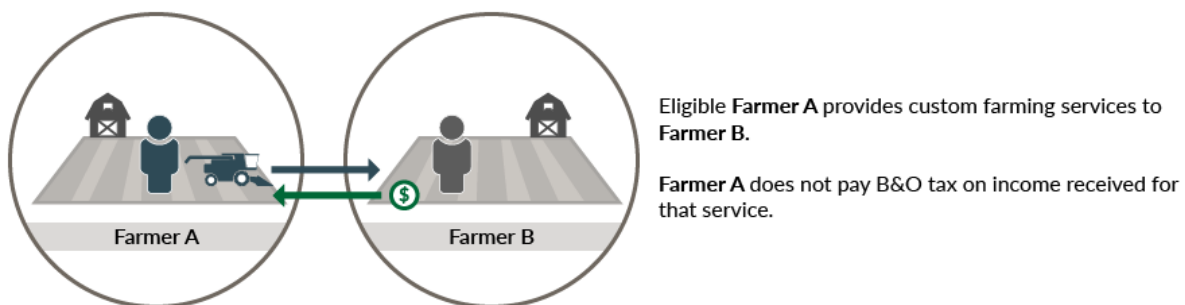 Eligible Farmer A provides custom farming services to
Farmer B.
Farmer A does not pay B&O tax on income received for
that service.
$
Farmer A
Farmer B